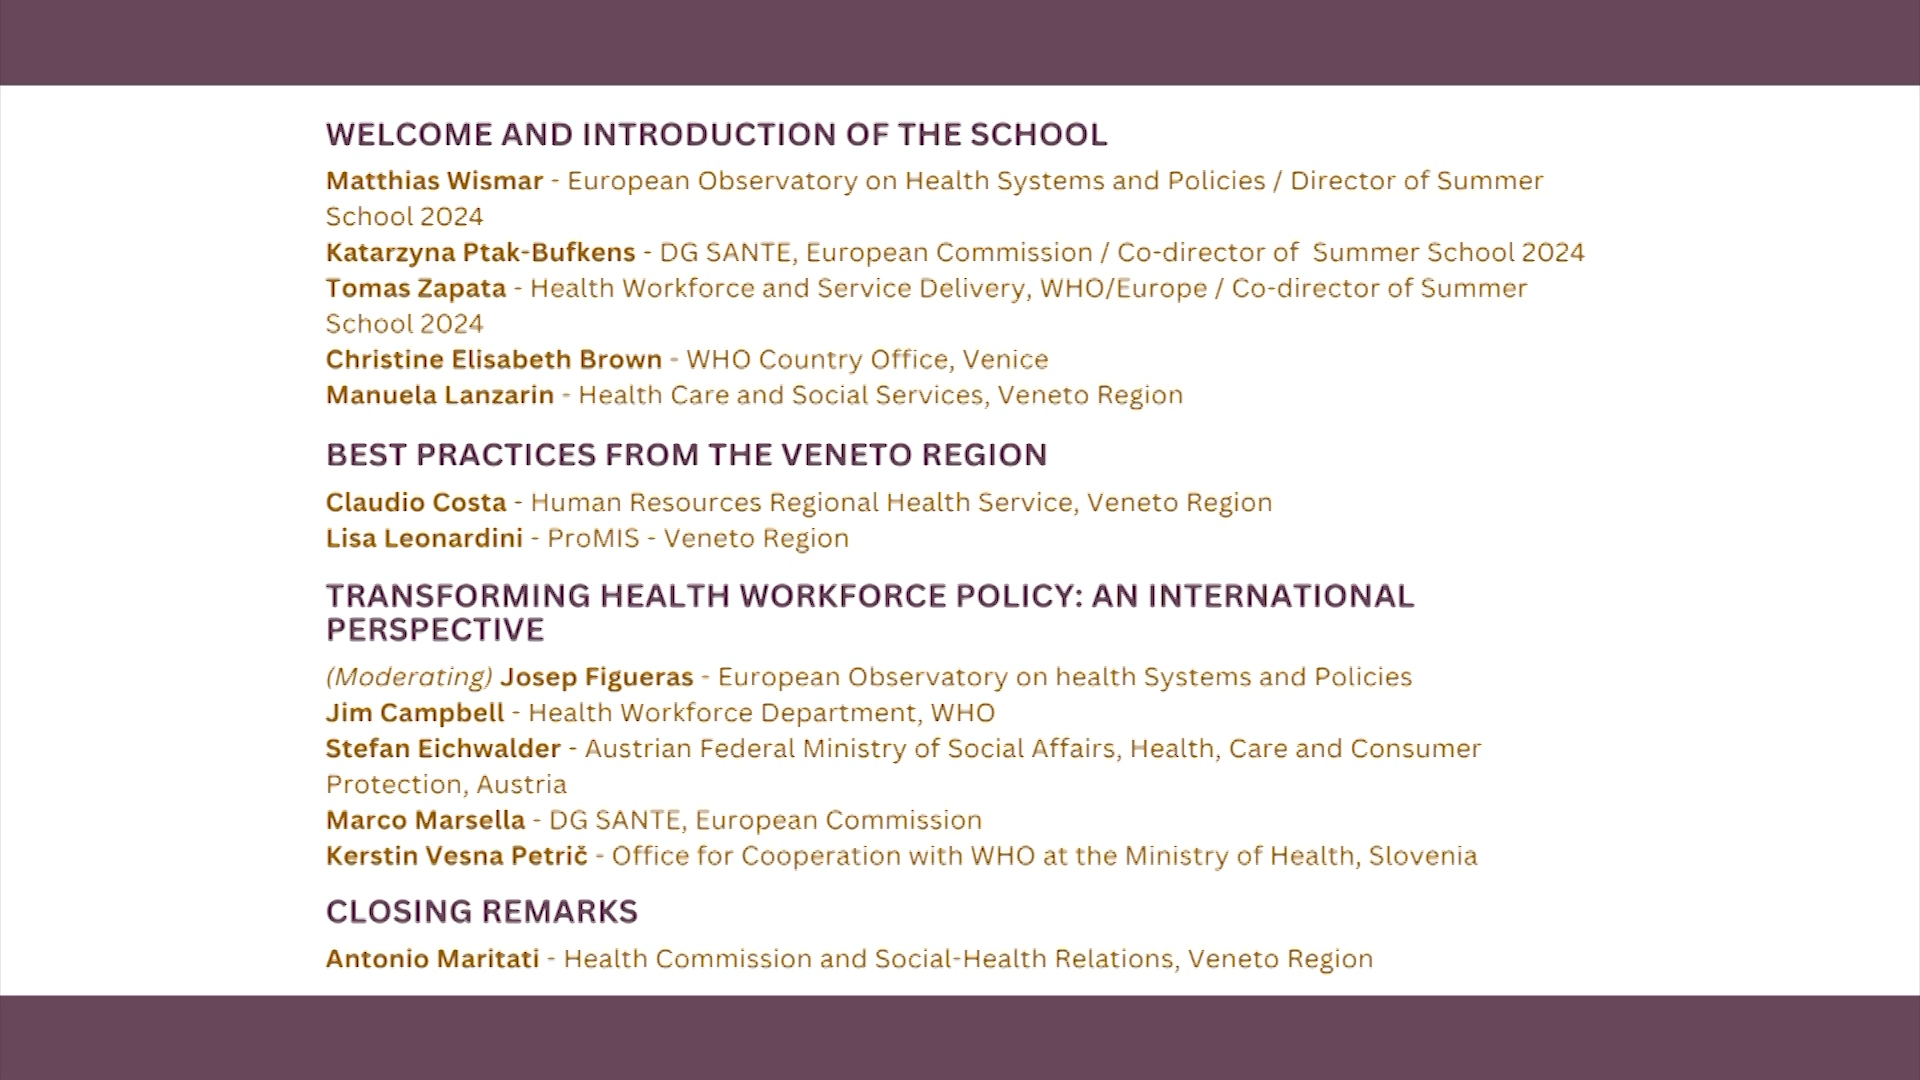 WELCOME AND INTRODUCTION OF THE SCHOOL
Matthias Wismar - European Observatory on Health Systems and Policies / Director of Summer
School 2024
Katarzyna Ptak-Bufkens - DG SANTE, European Commission / Co-director of Summer School 2024
Tomas Zapata - Health Workforce and Service Delivery, WHO/Europe / Co-director of Summer
School 2024
Christine Elisabeth Brown - WHO Country Office, Venice
Manuela Lanzarin - Health Care and Social Services, Veneto Region
BEST PRACTICES FROM THE VENETO REGION
Claudio Costa - Human Resources Regional Health Service, Veneto Region
Lisa Leonardini - ProMIS - Veneto Region
TRANSFORMING HEALTH WORKFORCE POLICY: AN INTERNATIONAL
PERSPECTIVE
(Moderating) Josep Figueras - European Observatory on health Systems and Policies
Jim Campbell - Health Workforce Department, WHO
Stefan Eichwalder - Austrian Federal Ministry of Social Affairs, Health, Care and Consumer
Protection, Austria
Marco Marsella - DG SANTE, European Commission
Kerstin Vesna Petrič - Office for Cooperation with WHO at the Ministry of Health, Slovenia
CLOSING REMARKS
Antonio Maritati - Health Commission and Social-Health Relations, Veneto Region